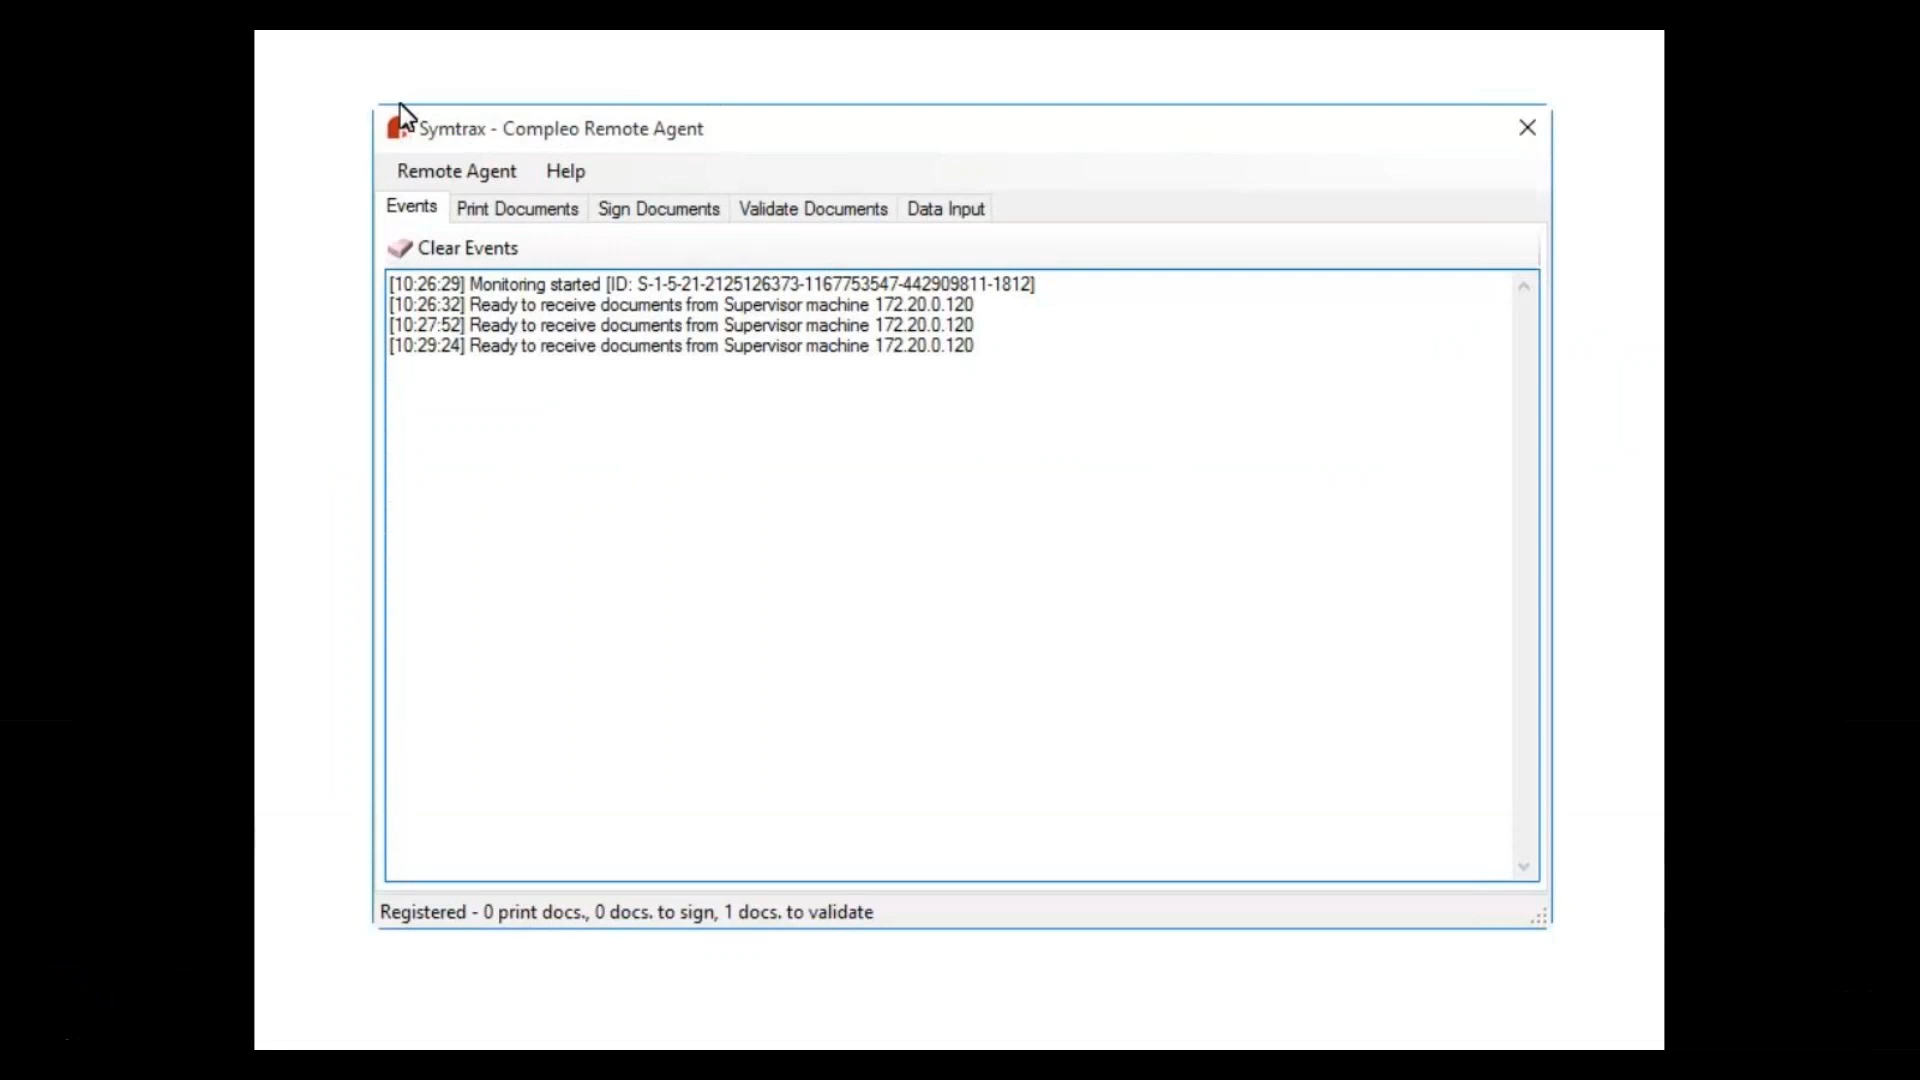 Symtrax - Compleo Remote Agent
Remote Agent Help
Events Print Documents Sign Documents Validate Documents Data Input
Clear Events
[10:26:29] Monitoring started [ID: S-1-5-21-2125126373-1167753547-442909811-1812]
[10:26:32] Ready to receive documents from Supervisor machine 172.20.0.120
[10:27:52] Ready to receive documents from Supervisor machine 172.20.0.120
[10:29:24] Ready to receive documents from Supervisor machine 172.20.0.120
Registered - 0 print docs., 0 docs. to sign, 1 docs. to validate